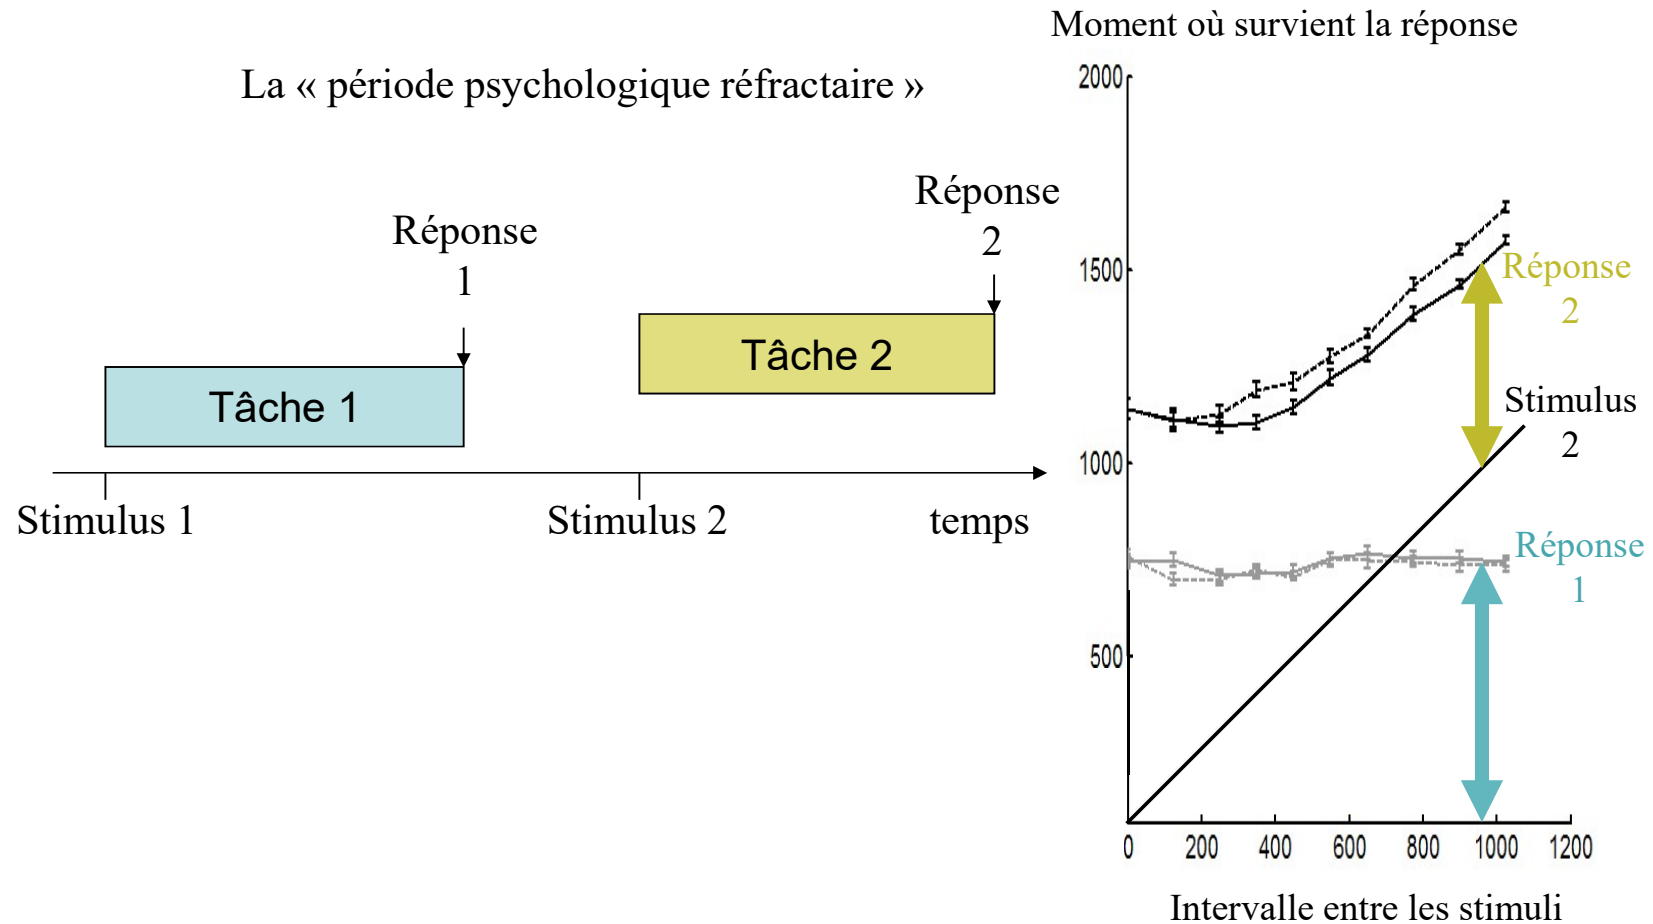 Moment où survient la réponse
La « période psychologique réfractaire »
Réponse
1
Réponse
2
Tâche 1
Tâche 2
Stimulus 1
Stimulus 2
temps
2000
1500
1000
500
0
200
400
600
800
1000
1200
Réponse
2
Stimulus
2
Réponse
1
Intervalle entre les stimuli